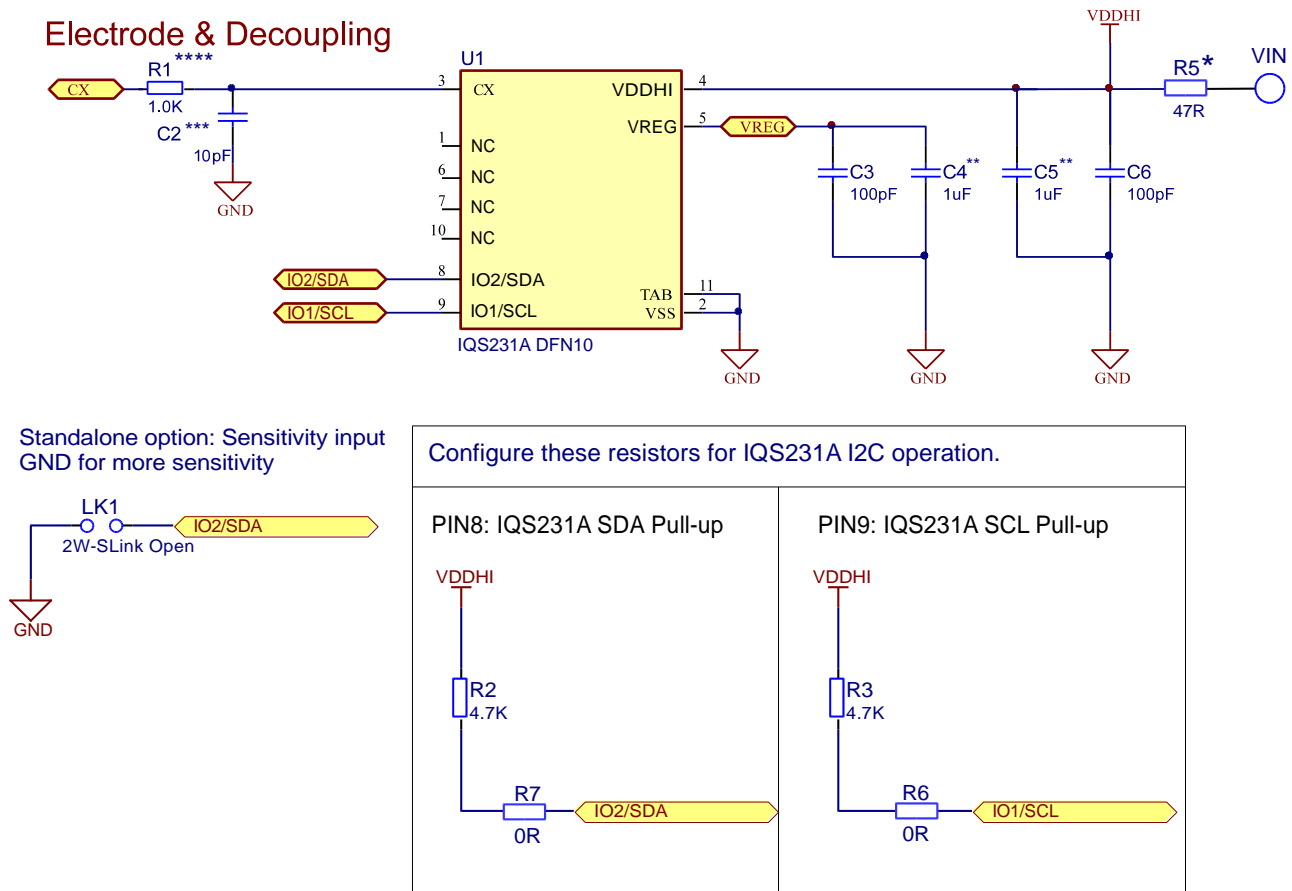 Electrode & Decoupling
VDDHI
CX
R1 ****
1.0K
C2 ***
10pF
GND
U1
3
CX
1
NC
6
NC
7
NC
10
NC
8
IO2/SDA
9
IO1/SCL
IO2/SDA
IO1/SCL
VDDHI
4
VREG
5
TAB
11
VSS
2
IQS231A DFN10
GND
VREG
C3
100pF
C4**
1uF
GND
C5**
1uF
C6
100pF
GND
R5*
47R
VIN
Standalone option: Sensitivity input
GND for more sensitivity
LK1
2W-SLink Open
IO2/SDA
GND
Configure these resistors for IQS231A I2C operation.
PIN8: IQS231A SDA Pull-up
VDDHI
R2
4.7K
R7
0R
IO2/SDA
PIN9: IQS231A SCL Pull-up
VDDHI
R3
4.7K
R6
0R
IO1/SCL